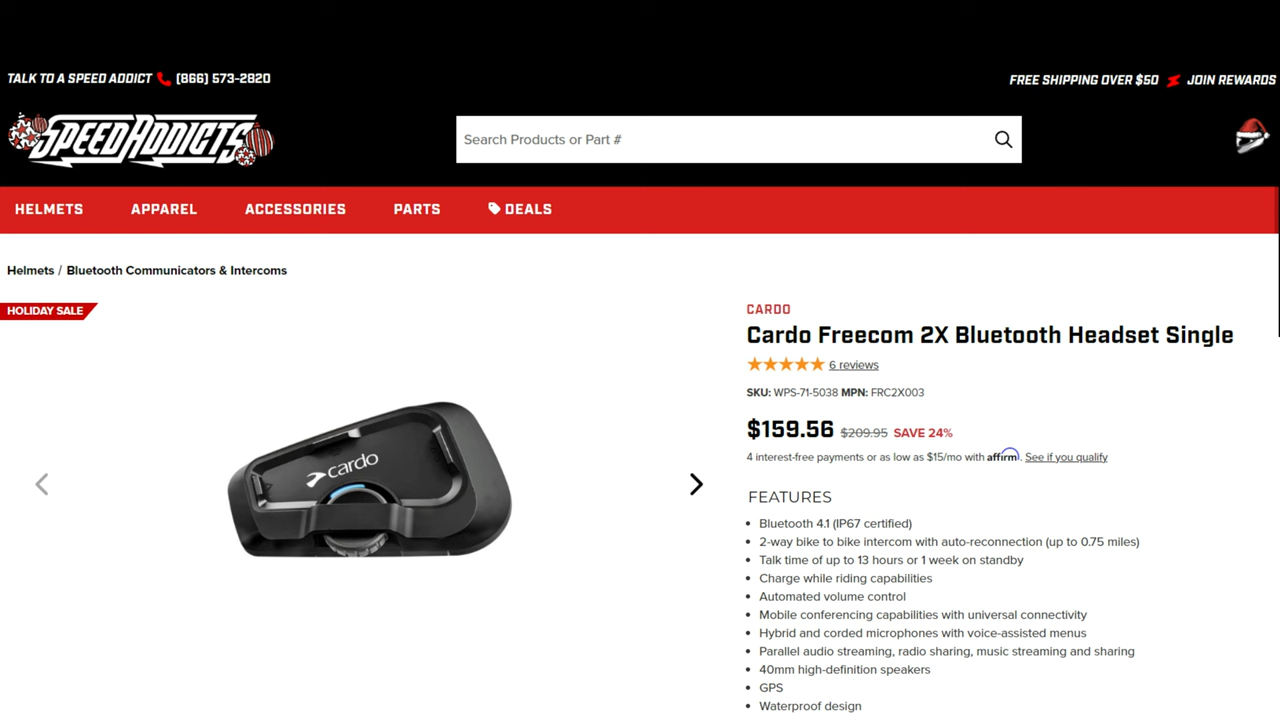 TALK TO A SPEED ADDICT (866) 573-2820
FREE SHIPPING OVER $50 JOIN REWARDS
SPEEDADDICTS
Search Products or Part #
HELMETS APPAREL ACCESSORIES PARTS DEALS
Helmets / Bluetooth Communicators & Intercoms
HOLIDAY SALE
cardo
CARDO
Cardo Freecom 2X Bluetooth Headset Single
6 reviews
SKU: WPS-71-5038 MPN: FRC2X003
$159.56 $209.95 SAVE 24%
4 interest-free payments or as low as $15/mo with affirm. See if you qualify
FEATURES
• Bluetooth 4.1 (IP67 certified)
• 2-way bike to bike intercom with auto-reconnection (up to 0.75 miles)
• Talk time of up to 13 hours or 1 week on standby
• Charge while riding capabilities
• Automated volume control
• Mobile conferencing capabilities with universal connectivity
• Hybrid and corded microphones with voice-assisted menus
• Parallel audio streaming, radio sharing, music streaming and sharing
• 40mm high-definition speakers
• GPS
• Waterproof design